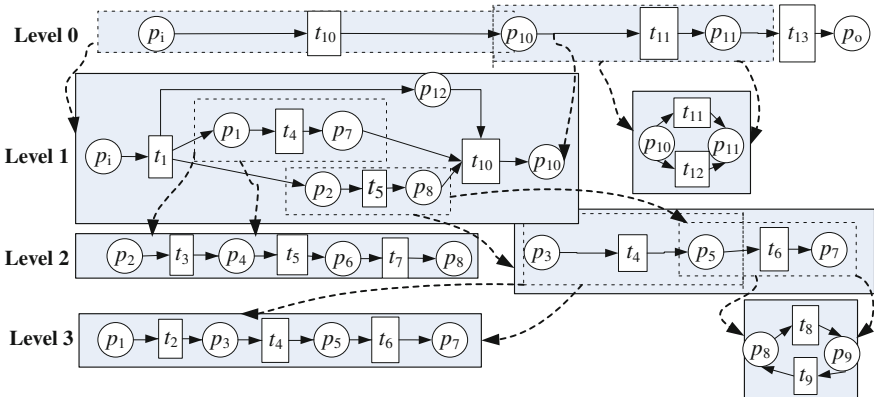 Level 0 pi t10 p10 t11 p11 t13 po
p12
t11
p1 t4 p7
p10 p11
Level 1 pi t1 t10 p10
t12
p2 t5 p8
Level 2 p2 t3 p4 t5 p6 t7 p8
p3 t4 p5 t6 p7
Level 3 p1 t2 p3 t4 p5 t6 p7
t8
p8 p9
t9